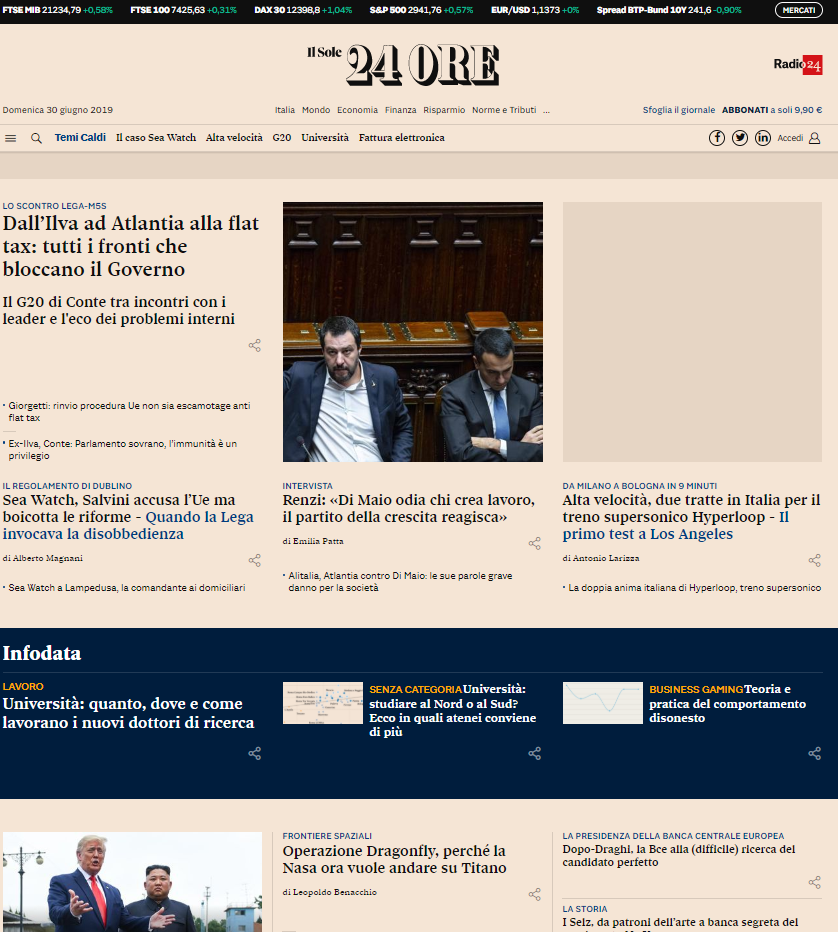 FTSE MIB 21234,79 +0,58% FTSE 100 7425,63 +0,31% DAX 30 12398,8 +1,04% S&P 500 2941,76 +0,57% EUR/USD 1,1373 +0% Spread BTP-Bund 10Y 241,6 -0,90% MERCATI
Il Sole 24 ORE
Radio 24
Domenica 30 giugno 2019
Italia Mondo Economia Finanza Risparmio Norme e Tributi ...
Sfoglia il giornale ABBONATI a soli 9,90 €
Temi Caldi Il caso Sea Watch Alta velocità G20 Università Fattura elettronica
Accedi
LO SCONTRO LEGA-M5S
Dall'Ilva ad Atlantia alla flat
tax: tutti i fronti che
bloccano il Governo
Il G20 di Conte tra incontri con i
leader e l'eco dei problemi interni
· Giorgetti: rinvio procedura Ue non sia escamotage anti
flat tax
· Ex-Ilva, Conte: Parlamento sovrano, l'immunità è un
privilegio
IL REGOLAMENTO DI DUBLINO
Sea Watch, Salvini accusa l'Ue ma
boicotta le riforme - Quando la Lega
invocava la disobbedienza
di Alberto Magnani
· Sea Watch a Lampedusa, la comandante ai domiciliari
INTERVISTA
Renzi: «Di Maio odia chi crea lavoro,
il partito della crescita reagisca»
di Emilia Patta
· Alitalia, Atlantia contro Di Maio: le sue parole grave
danno per la società
DA MILANO A BOLOGNA IN 9 MINUTI
Alta velocità, due tratte in Italia per il
treno supersonico Hyperloop - Il
primo test a Los Angeles
di Antonio Larizza
· La doppia anima italiana di Hyperloop, treno supersonico
Infodata
LAVORO
Università: quanto, dove e come
lavorano i nuovi dottori di ricerca
SENZA CATEGORIAUniversità:
studiare al Nord o al Sud?
Ecco in quali atenei conviene
di più
BUSINESS GAMINGTeoria e
pratica del comportamento
disonesto
FRONTIERE SPAZIALI
Operazione Dragonfly, perché la
Nasa ora vuole andare su Titano
di Leopoldo Benacchio
LA PRESIDENZA DELLA BANCA CENTRALE EUROPEA
Dopo-Draghi, la Bce alla (difficile) ricerca del
candidato perfetto
LA STORIA
I Seiz, da patroni dell'arte a banca segreta del